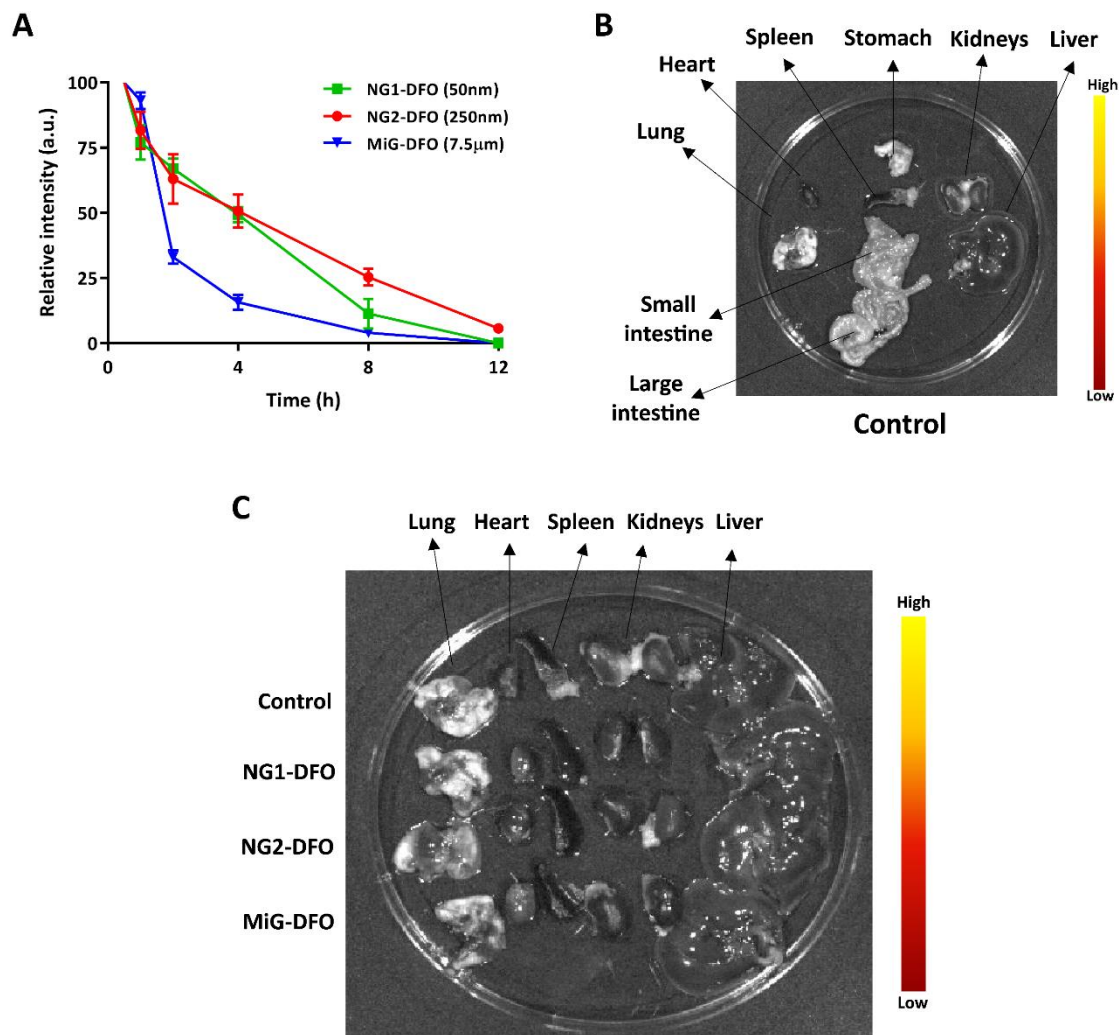 A
100
75
50
25
0
Relative intensity (a.u.)
0
4
8
12
Time (h)
NG1-DFO (50nm)
NG2-DFO (250nm)
MiG-DFO (7.5µm)
B
Spleen
Stomach
Kidneys
Liver
Heart
Lung
Small
intestine
Large
intestine
High
Low
Control
C
Lung
Heart
Spleen
Kidneys
Liver
Control
NG1-DFO
NG2-DFO
MiG-DFO
High
Low